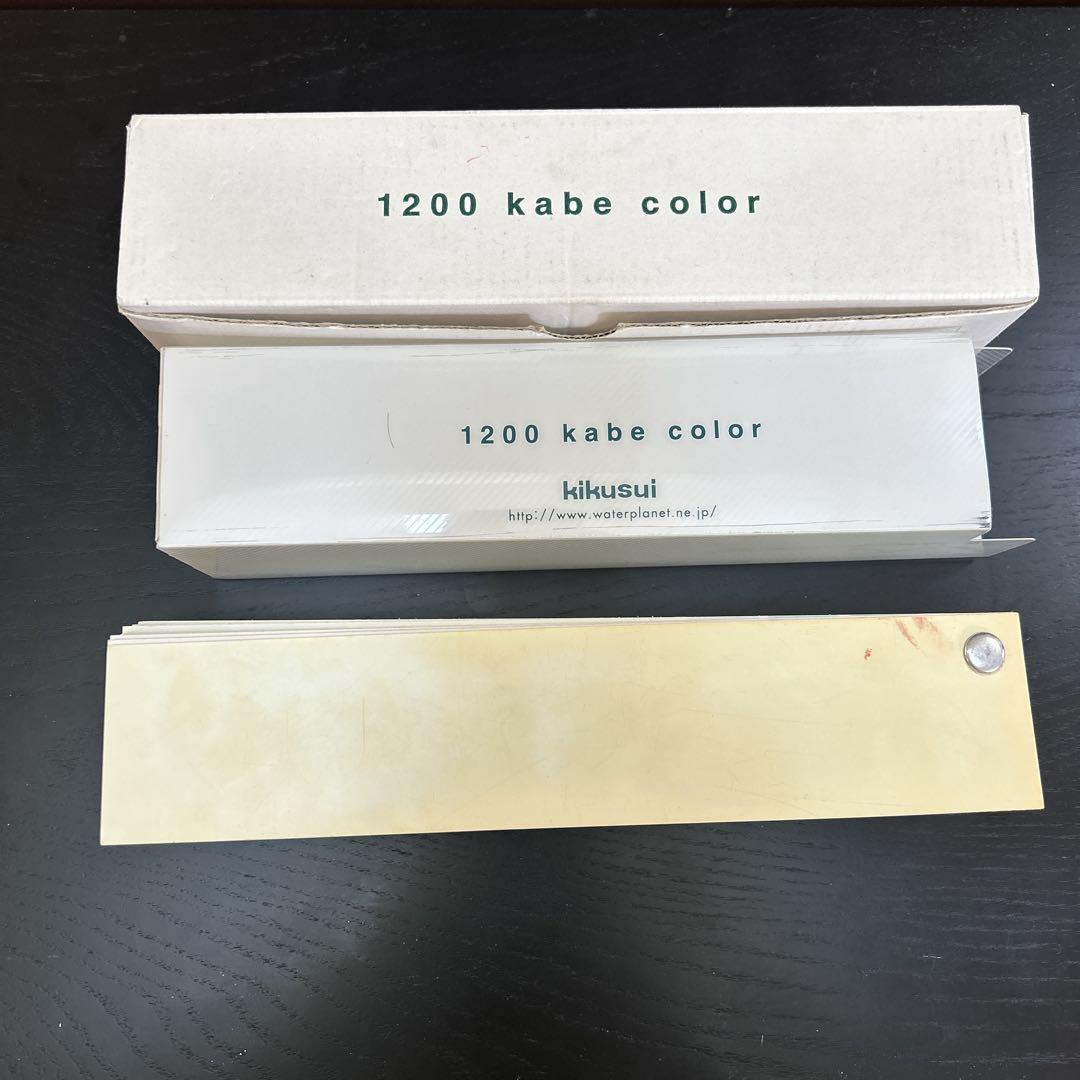 1200 kabe color
1200 kabe color
kikusui
http://www.waterplanet.ne.jp/